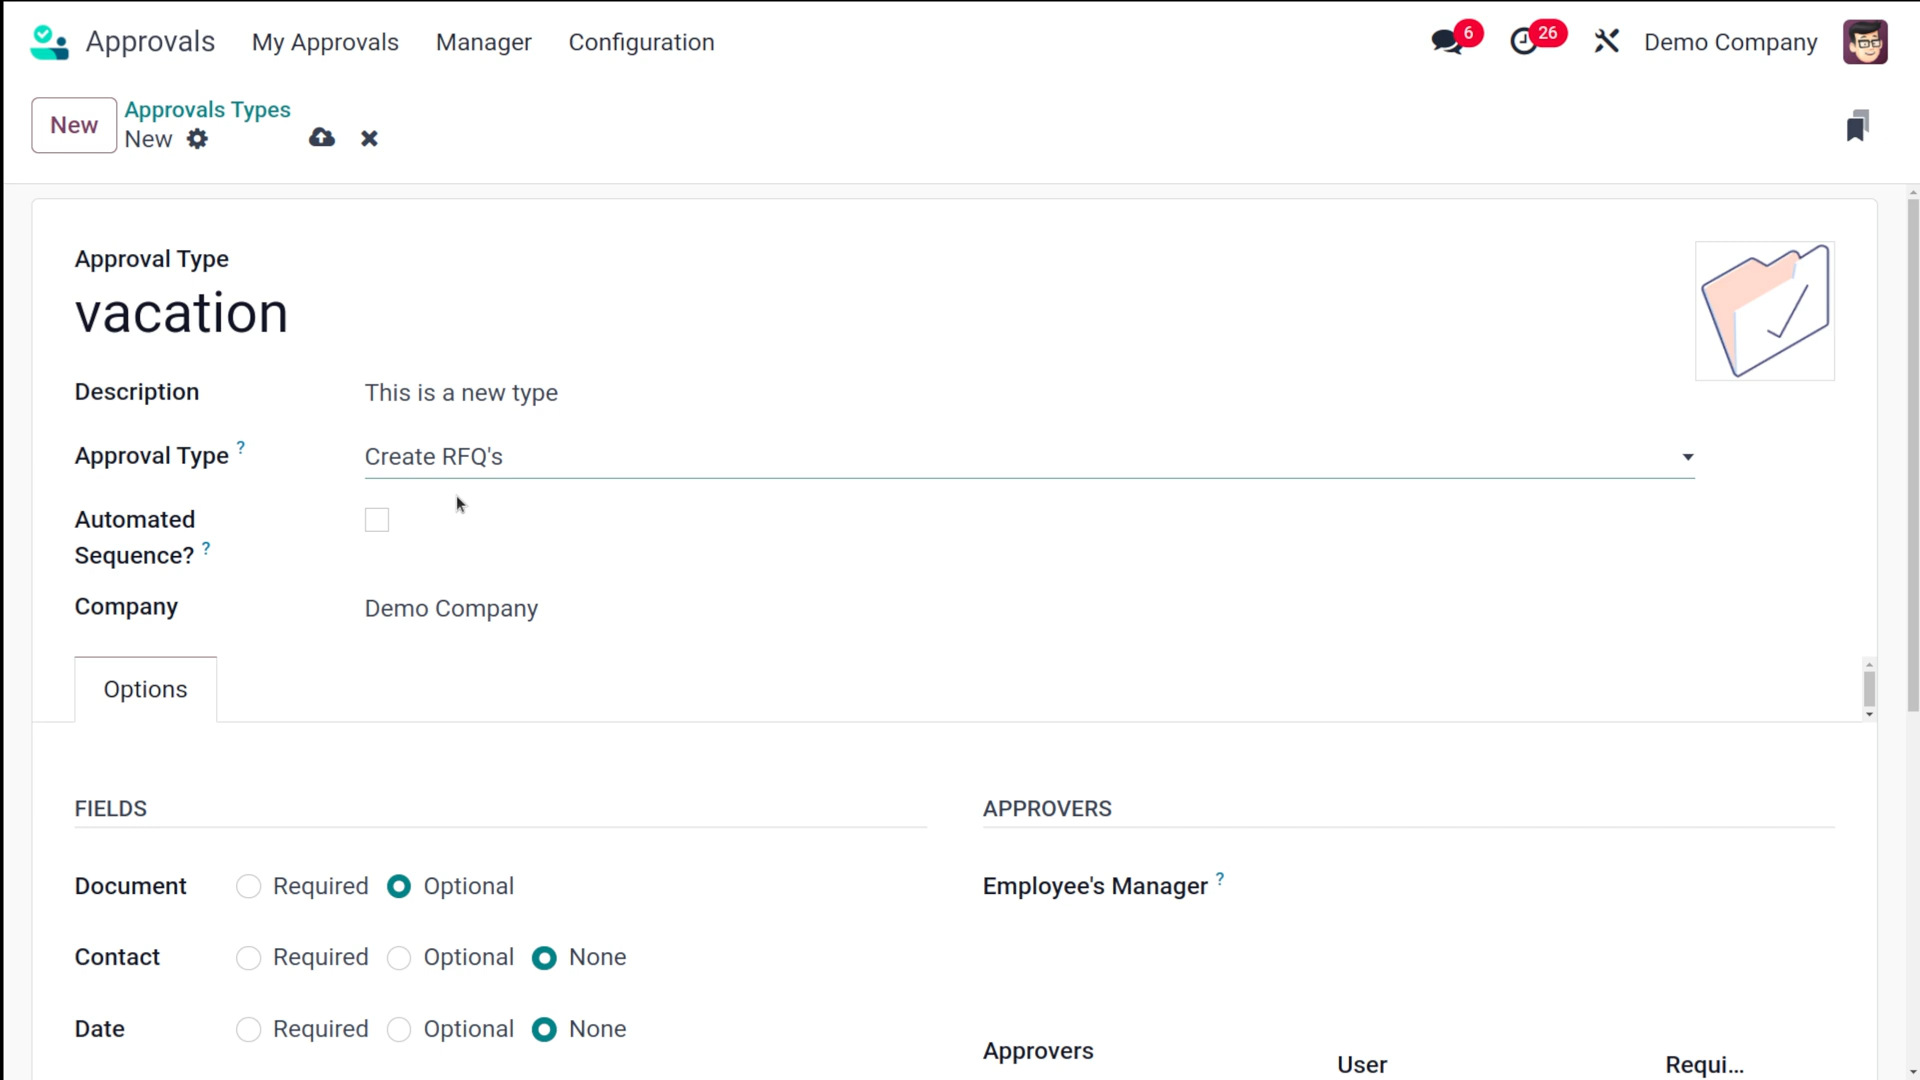 Approvals My Approvals Manager Configuration 6 26 Demo Company
New Approvals Types
New
Approval Type
vacation
Description This is a new type
Approval Type ? Create RFQ's
Automated
Sequence? ?
Company Demo Company
Options
FIELDS APPROVERS
Document Required Optional Employee's Manager ?
Contact Required Optional None
Date Required Optional None
Approvers User Requi...